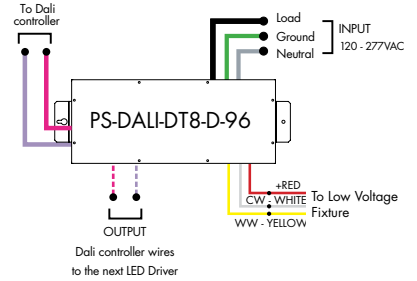 To Dali
controller
Load
Ground
Neutral
INPUT
120 - 277VAC
PS-DALI-DT8-D-96
+RED
CW - WHITE
WW - YELLOW
To Low Voltage
Fixture
OUTPUT
Dali controller wires
to the next LED Driver